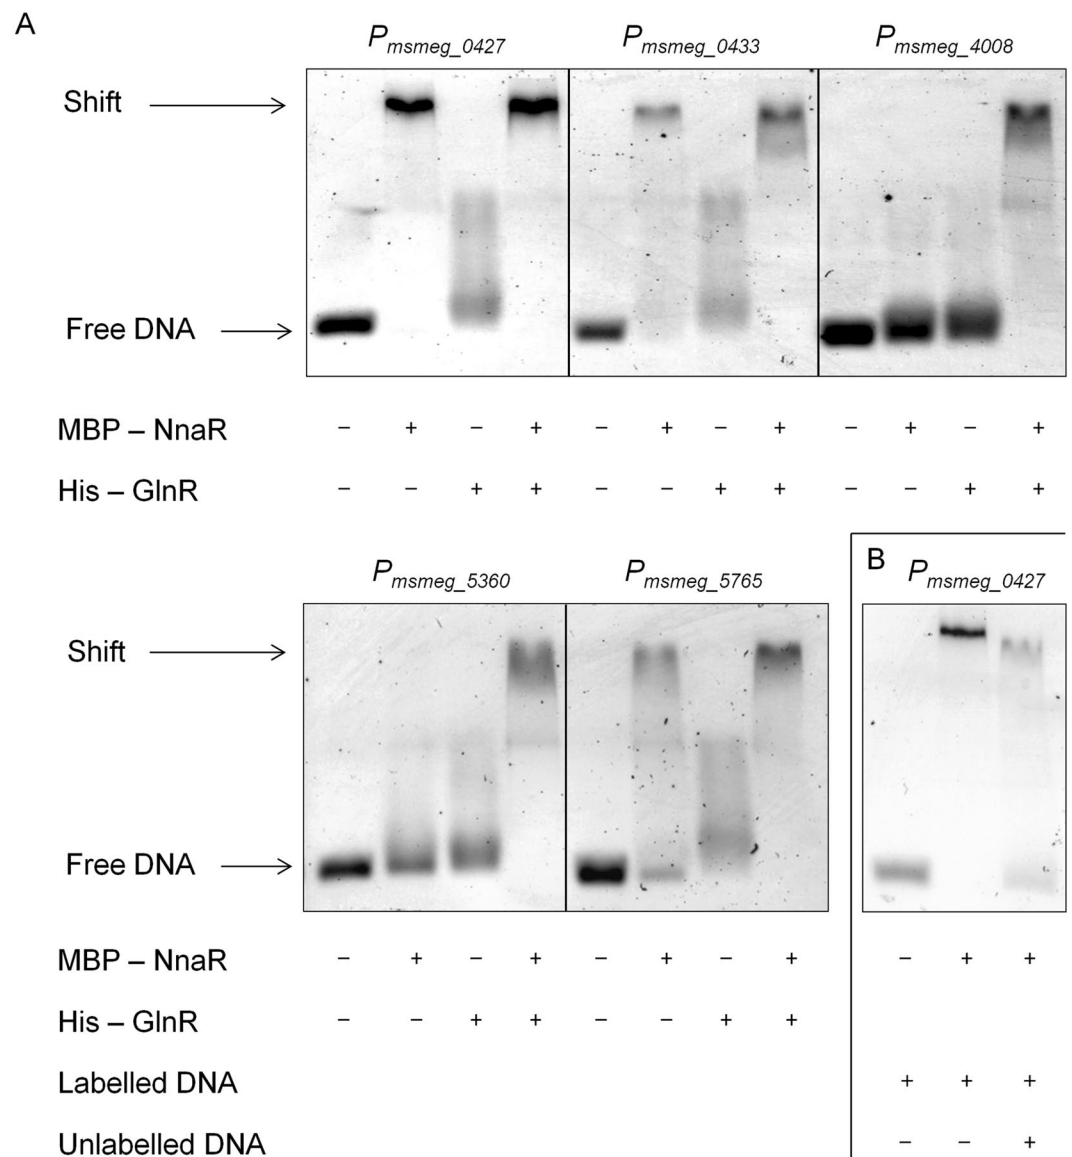 A
P msmeg_0427 P msmeg_0433 P msmeg_4008
Shift
Free DNA
MBP – NnaR – + – + – + – + – + – +
His – GlnR – – + + – – + + – – + +
P msmeg_5360 P msmeg_5765
B P msmeg_0427
Shift
Free DNA
MBP – NnaR – + – + – + – + – + +
His – GlnR – – + + – – + +
Labelled DNA + + +
Unlabelled DNA – – +